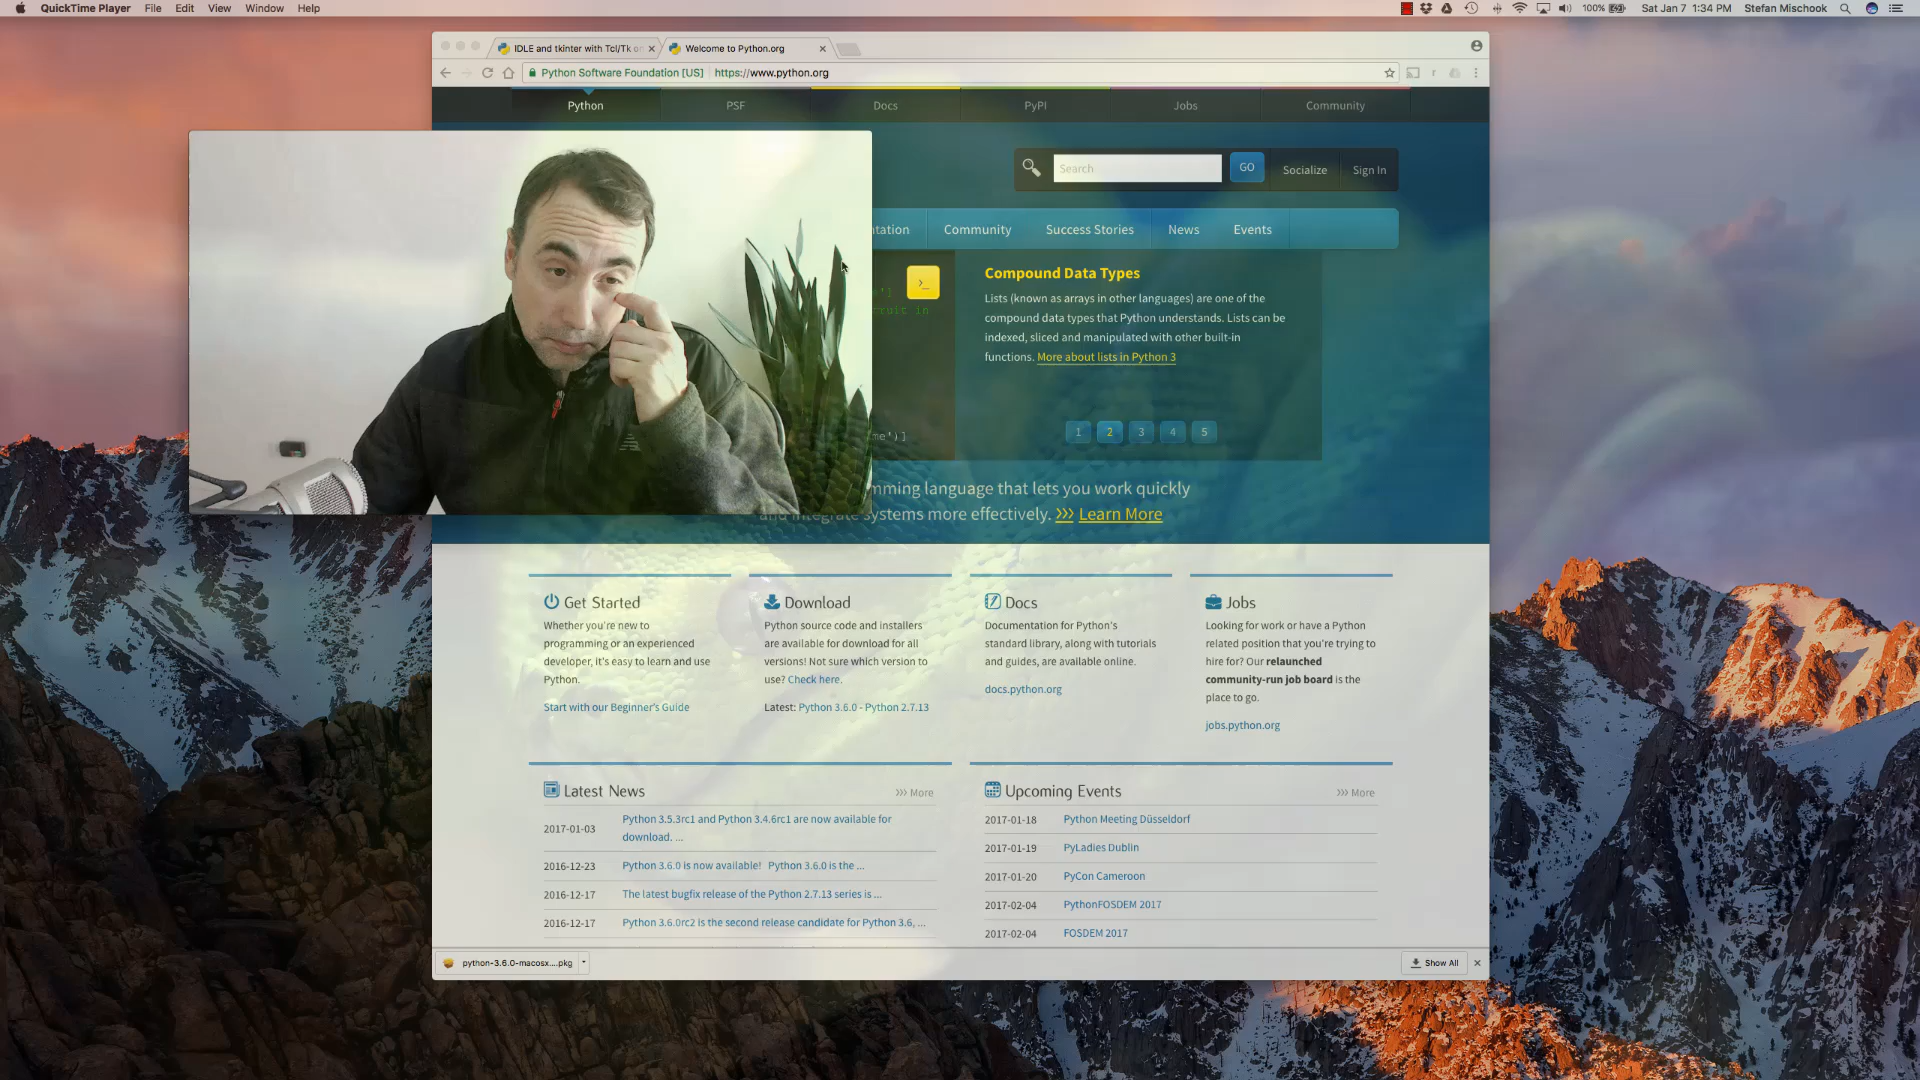 QuickTime Player File Edit View Window Help
100% Sat Jan 7 1:34 PM Stefan Mischook
IDLE and tkinter with Tcl/Tk or
Welcome to Python.org
Python Software Foundation [US] https://www.python.org
Python PSF Docs PyPI Jobs Community
Search GO Socialize Sign In
ntation Community Success Stories News Events
>_
Compound Data Types
Lists (known as arrays in other languages) are one of the
compound data types that Python understands. Lists can be
indexed, sliced and manipulated with other built-in
functions. More about lists in Python 3
ruit in
me')]
1 2 3 4 5
mming language that lets you work quickly
and integrate systems more effectively. >>> Learn More
Get Started
Whether you're new to
programming or an experienced
developer, it's easy to learn and use
Python.
Start with our Beginner's Guide
Download
Python source code and installers
are available for download for all
versions! Not sure which version to
use? Check here.
Latest: Python 3.6.0 - Python 2.7.13
Docs
Documentation for Python's
standard library, along with tutorials
and guides, are available online.
docs.python.org
Jobs
Looking for work or have a Python
related position that you're trying to
hire for? Our relaunched
community-run job board is the
place to go.
jobs.python.org
Latest News
>>> More
2017-01-03 Python 3.5.3rc1 and Python 3.4.6rc1 are now available for
download. ...
2016-12-23 Python 3.6.0 is now available! Python 3.6.0 is the ...
2016-12-17 The latest bugfix release of the Python 2.7.13 series is ...
2016-12-17 Python 3.6.0rc2 is the second release candidate for Python 3.6, ...
Upcoming Events
>>> More
2017-01-18 Python Meeting Düsseldorf
2017-01-19 PyLadies Dublin
2017-01-20 PyCon Cameroon
2017-02-04 PythonFOSDEM 2017
2017-02-04 FOSDEM 2017
python-3.6.0-macosx....pkg
Show All